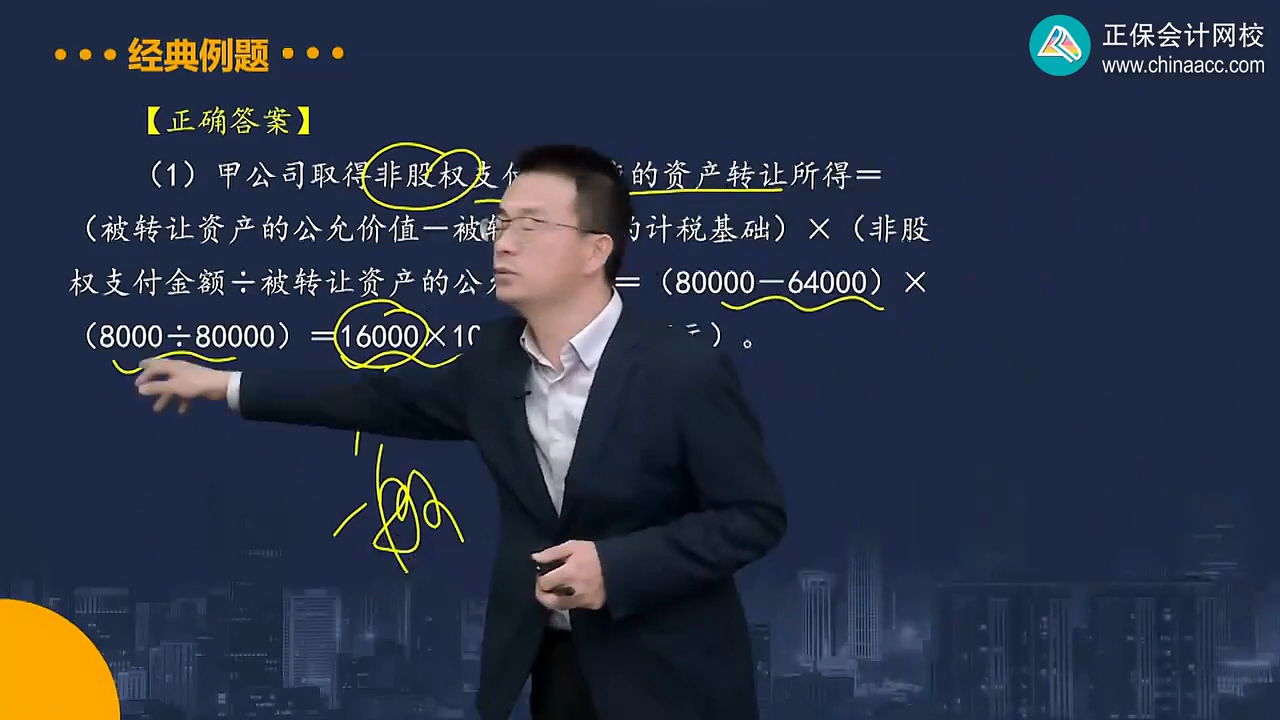 经典例题
正保会计网校
www.chinaacc.com
【正确答案】
（1）甲公司取得非股权支 的资产转让所得＝
（被转让资产的公允价值－被 的计税基础）×（非股
权支付金额÷被转让资产的公 ＝（80000－64000）×
（8000÷80000）＝16000×10 ）。